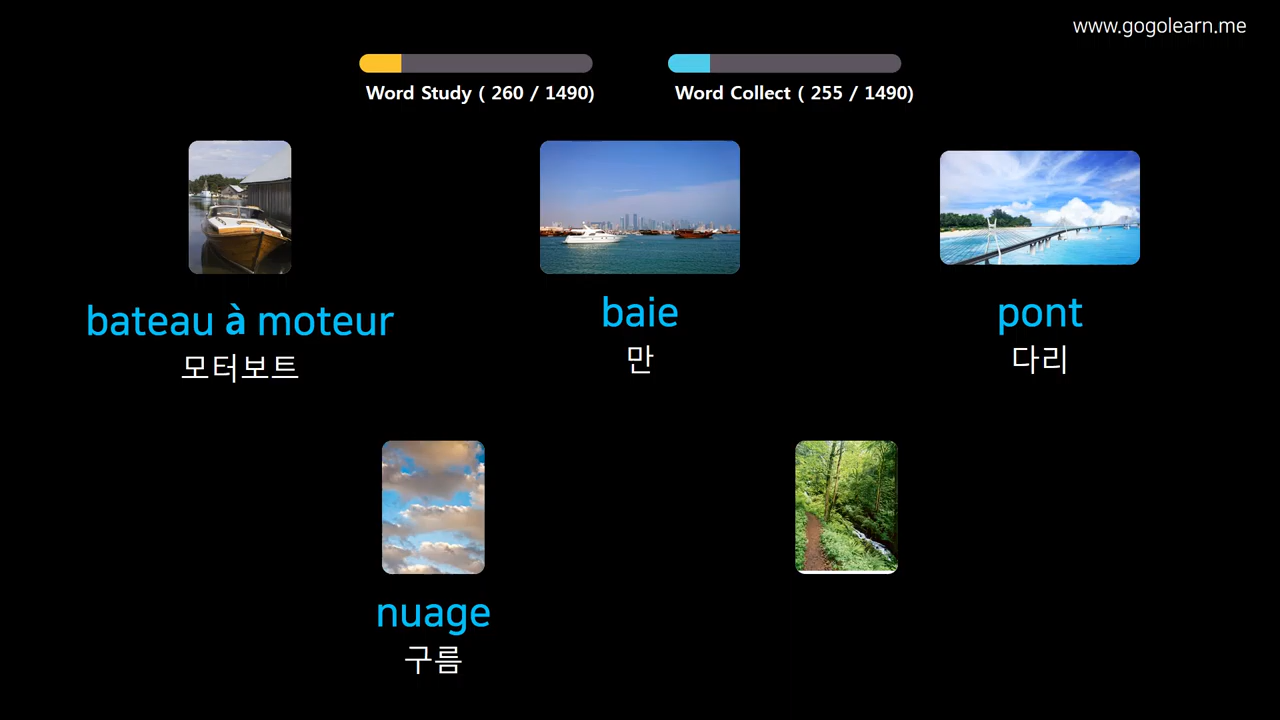 www.gogolearn.me
Word Study ( 260 / 1490)
Word Collect ( 255 / 1490)
bateau à moteur
모터보트
baie
만
pont
다리
nuage
구름